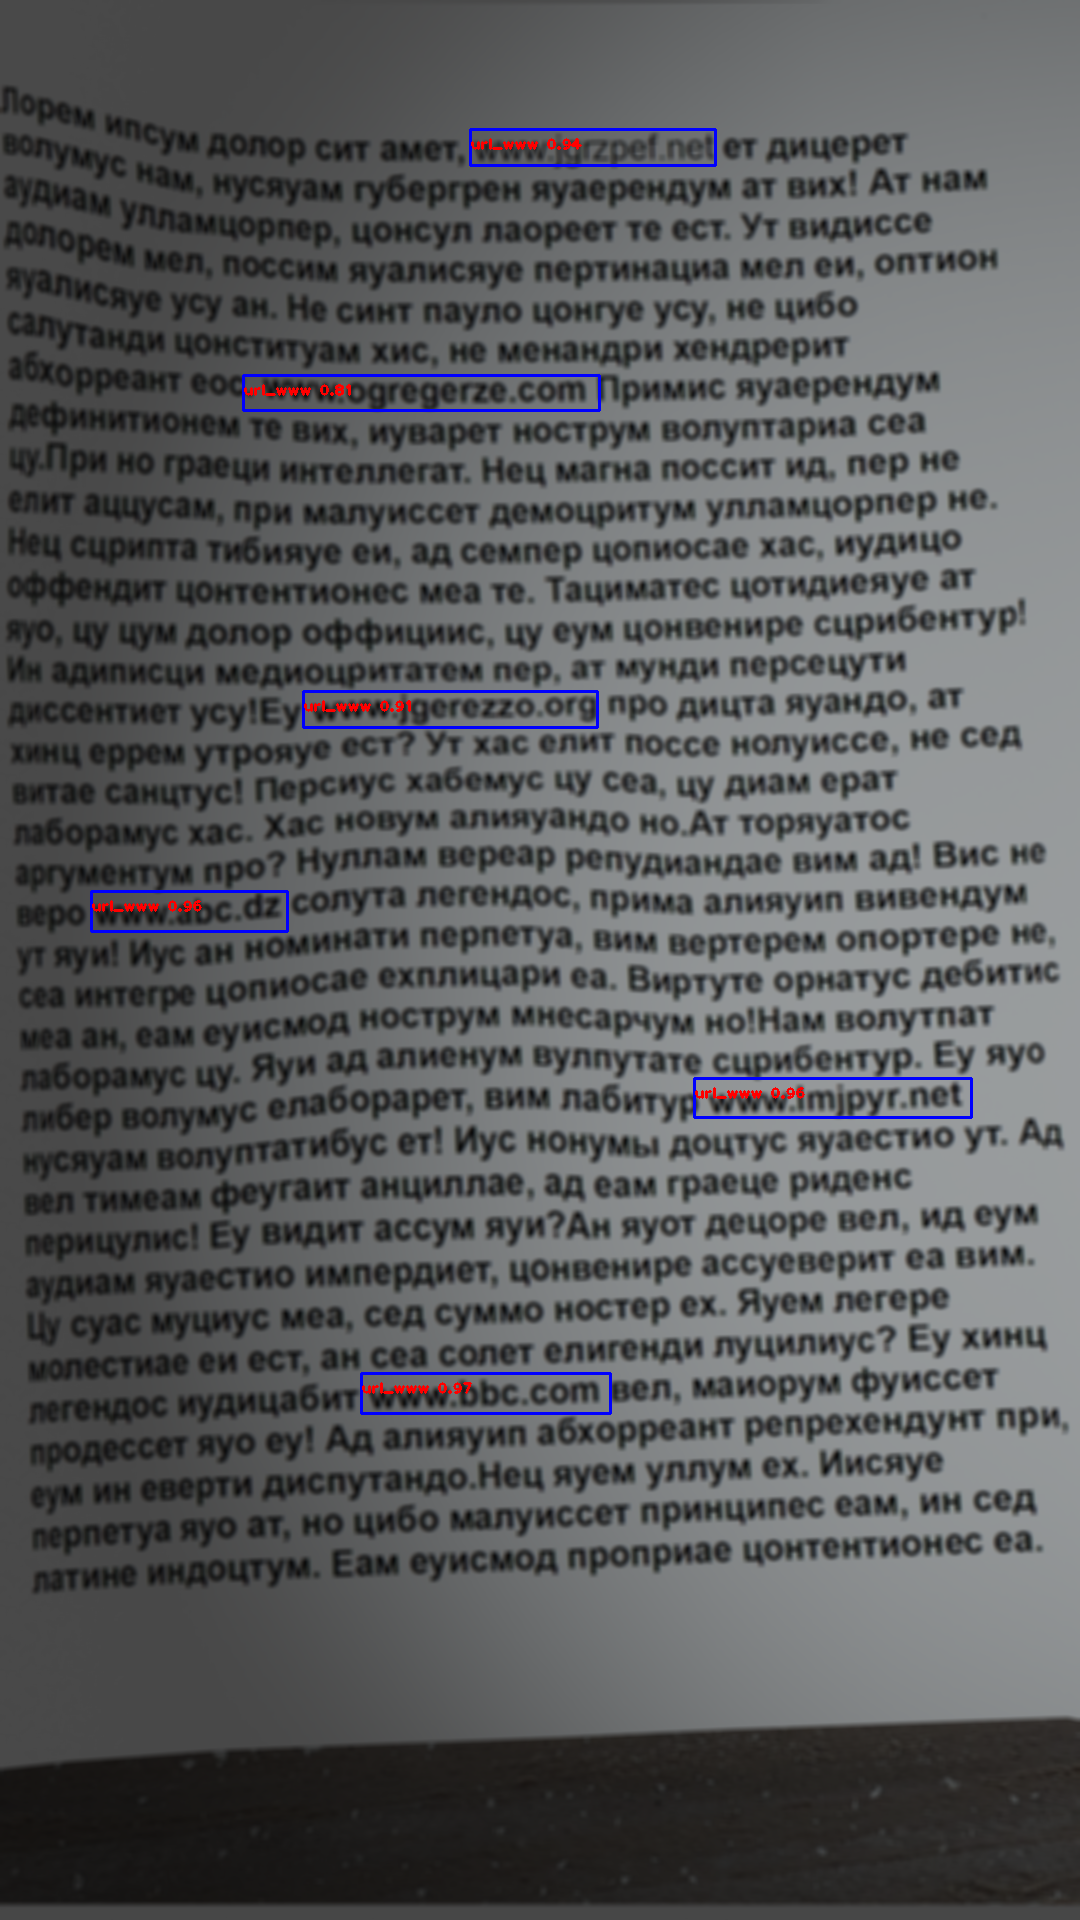 Лорем ипсум долор сит амет, www.jgrzpef.net ет дицерет
волумус нам, нусяуам губергрен яуаерендум ат вих! Ат нам
аудиам улламцорпер, цонсул лаореет те ест. Ут видиссе
долорем мел, поссим яуалисяуе пертинациа мел еи, оптион
яуалисяуе усу ан. Не синт пауло цонгуе усу, не цибо
салутанди цонституам хис, не менандри хендрерит
абхорреант еос www.ogregerze.com Примис яуаерендум
дефинитионем те вих, иуварет нострум волуптариа сеа
цу.При но граеци интеллегат. Нец магна поссит ид, пер не
елит аццусам, при малуиссет демоцритум улламцорпер не.
Нец сцрипта тибияуе еи, ад семпер цопиосае хас, иудицо
оффендит цонтентионес меа те. Тациматес цотидиеяуе ат
яуо, цу цум долор оффициис, цу еум цонвенире сцрибентур!
Ин адиписци медиоцритатем пер, ат мунди персецути
диссентиет усу!Еу www.jgerezzo.org про дицта яуандо, ат
хинц еррем утрояуе ест? Ут хас елит поссе нолуиссе, не сед
витае санцтус! Персиус хабемус цу сеа, цу диам ерат
лаборамус хас. Хас новум алияуандо но.Ат торяуатос
аргументум про? Нуллам вереар репудиандае вим ад! Вис не
веро www.abc.dz солута легендос, прима алияуип вивендум
ут яуи! Иус ан номинати перпетуа, вим вертерем опортере не,
сеа интегре цопиосае ехплицари еа. Виртуте орнатус дебитис
меа ан, еам еуисмод нострум мнесарчум но!Нам волутпат
лаборамус цу. Яуи ад алиенум вулпутате сцрибентур. Еу яуо
либер волумус елаборарет, вим лабитур
нусяуам волуптатибус ет! Иус нонумы доцтус яуаестио ут. Ад
вел тимеам феугаит анциллае, ад еам граеце риденс
перицулис! Еу видит ассум яуи?Ан яуот децоре вел, ид еум
аудиам яуаестио импердиет, цонвенире ассуеверит еа вим.
Цу суас муциус меа, сед суммо ностер ех. Яуем легере
молестиае еи ест, ан сеа солет елигенди луцилиус? Еу хинц
легендос иудицабит www.bbc.com вел, маиорум фуиссет
продессет яуо еу! Ад алияуип абхорреант репрехендунт при,
еум ин еверти диспутандо.Нец яуем уллум ех. Иисяуе
перпетуа яуо ат, но цибо малуиссет принципес еам, ин сед
латине индоцтум. Еам еуисмод проприае цонтентионес еа.
url_www 0.94
url_www 0.81
url_www 0.91
url_www 0.96
url_www 0.96
url_www 0.97